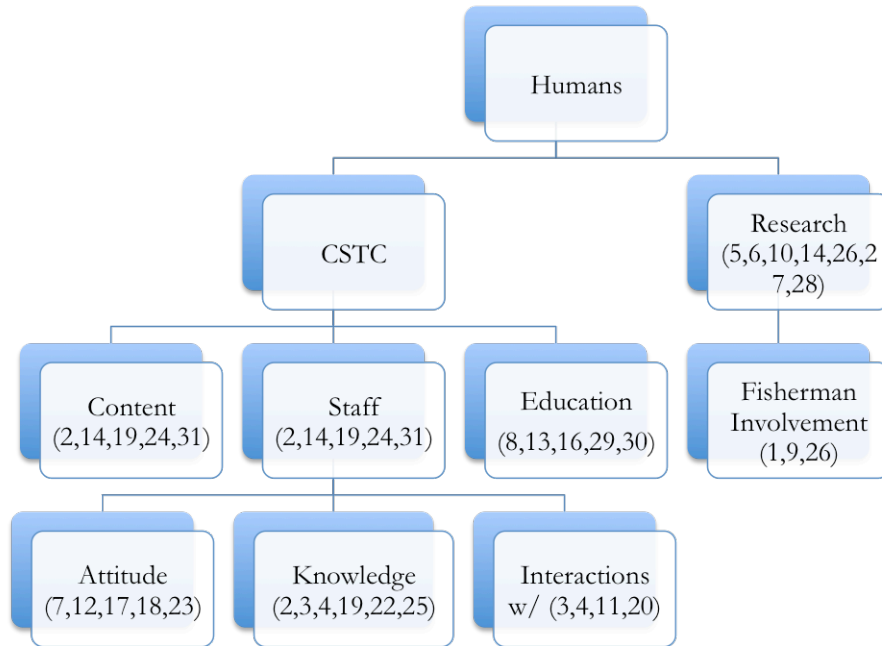 Humans
CSTC
Research
(5,6,10,14,26,2
7,28)
Content
(2,14,19,24,31)
Staff
(2,14,19,24,31)
Education
(8,13,16,29,30)
Fisherman
Involvement
(1,9,26)
Attitude
(7,12,17,18,23)
Knowledge
(2,3,4,19,22,25)
Interactions
w/ (3,4,11,20)